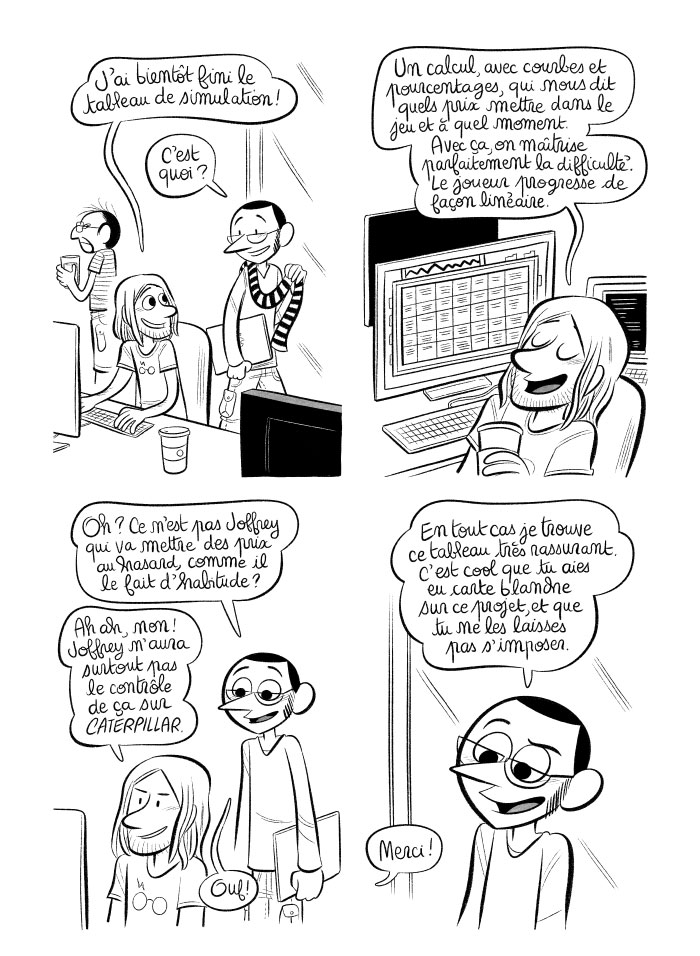 J'ai bientôt fini le
tableau de simulation!
C'est
quoi?
Un calcul, avec courbes et
pourcentages, qui nous dit
quels prix mettre dans le
jeu et à quel moment.
Avec ça, on maîtrise
parfaitement la difficulté.
Le joueur progresse de
façon linéaire.
Oh? Ce n'est pas Joffrey
qui va mettre des prix
au hasard, comme il
le fait d'habitude?
Ah ah, non!
Joffrey n'aura
surtout pas
le contrôle
de ça sur
CATERPILLAR.
Ouf!
En tout cas je trouve
ce tableau très rassurant.
C'est cool que tu aies
eu carte blanche
sur ce projet, et que
tu ne les laisses
pas s'imposer.
Merci!